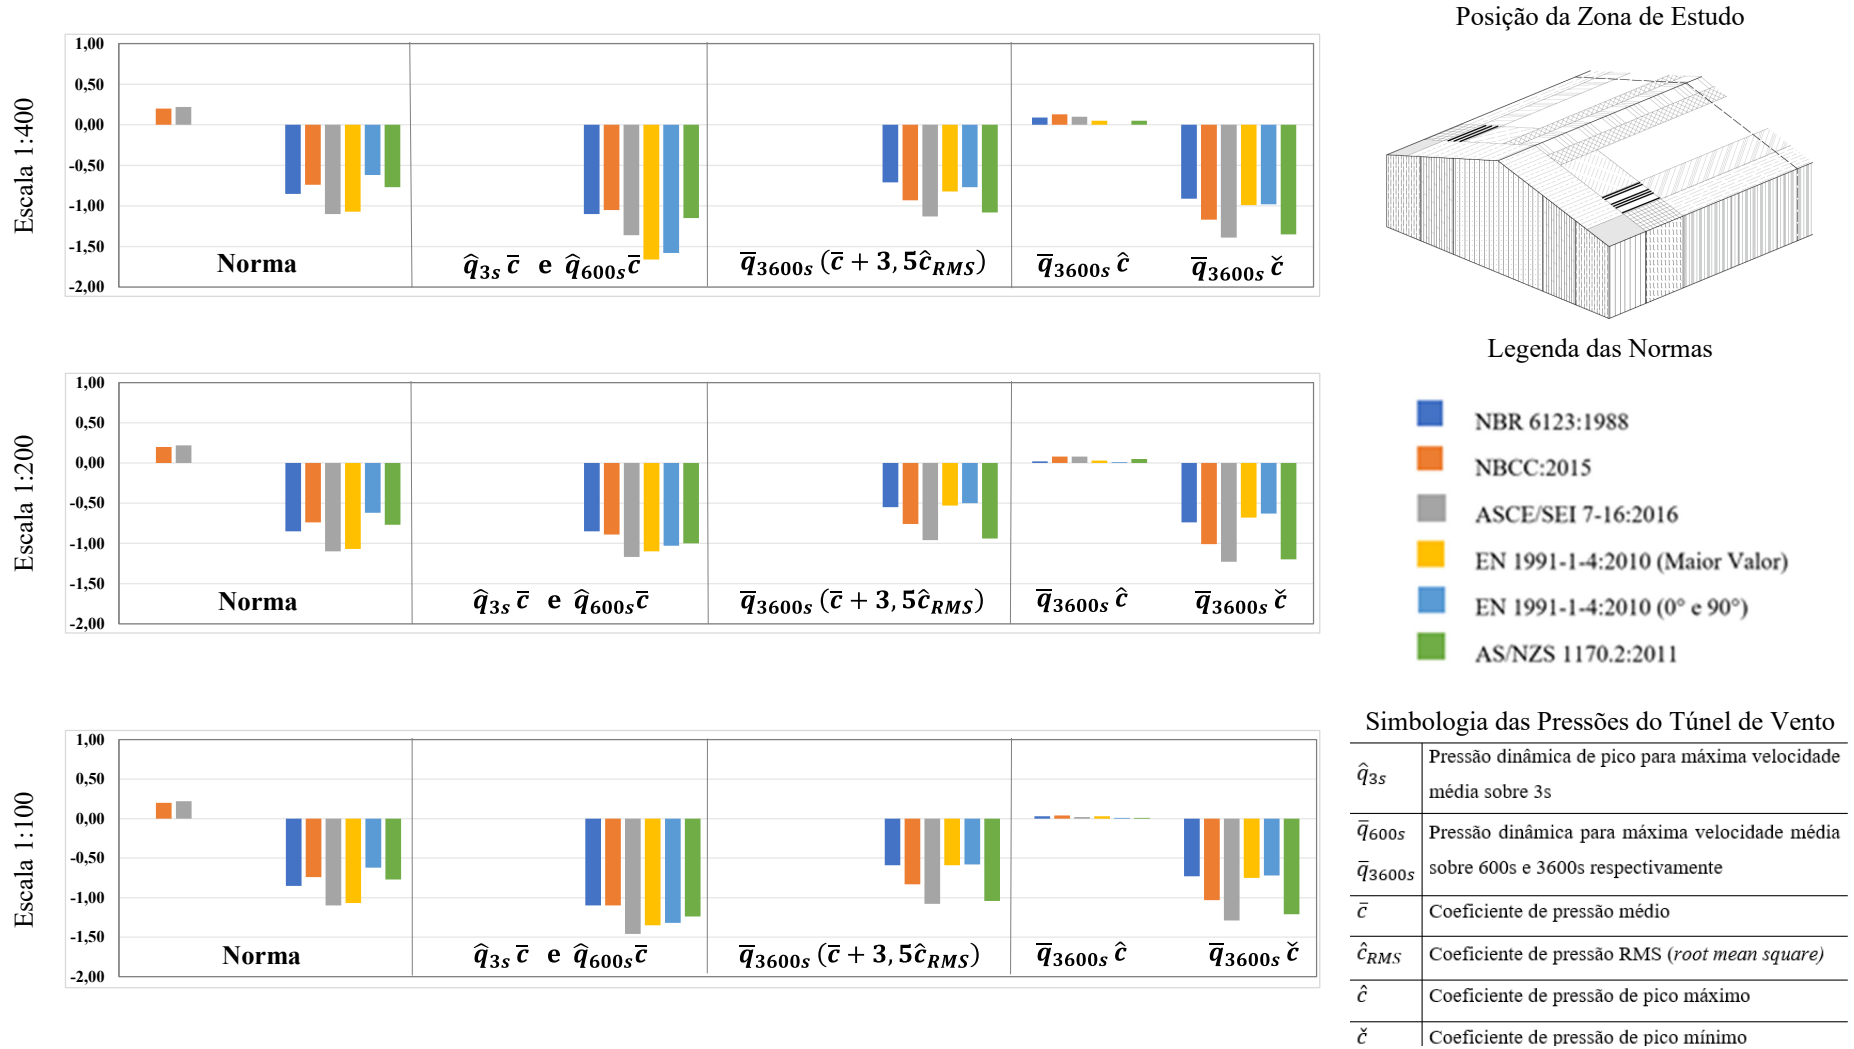 Posição da Zona de Estudo
Escala 1:400
1,00
0,50
0,00
-0,50
-1,00
-1,50
-2,00
Norma
q̂₃ₛ c̄ e q̂₆₀₀ₛ c̄
q̄₃₆₀₀ₛ (c̄ + 3,5ĉ_RMS)
q̄₃₆₀₀ₛ ĉ
q̄₃₆₀₀ₛ č
Legenda das Normas
NBR 6123:1988
NBCC:2015
ASCE/SEI 7-16:2016
EN 1991-1-4:2010 (Maior Valor)
EN 1991-1-4:2010 (0° e 90°)
AS/NZS 1170.2:2011
Escala 1:200
1,00
0,50
0,00
-0,50
-1,00
-1,50
-2,00
Norma
q̂₃ₛ c̄ e q̂₆₀₀ₛ c̄
q̄₃₆₀₀ₛ (c̄ + 3,5ĉ_RMS)
q̄₃₆₀₀ₛ ĉ
q̄₃₆₀₀ₛ č
Escala 1:100
1,00
0,50
0,00
-0,50
-1,00
-1,50
-2,00
Norma
q̂₃ₛ c̄ e q̂₆₀₀ₛ c̄
q̄₃₆₀₀ₛ (c̄ + 3,5ĉ_RMS)
q̄₃₆₀₀ₛ ĉ
q̄₃₆₀₀ₛ č
Simbologia das Pressões do Túnel de Vento
q̂₃ₛ Pressão dinâmica de pico para máxima velocidade
média sobre 3s
q̄₆₀₀ₛ Pressão dinâmica para máxima velocidade média
q̄₃₆₀₀ₛ sobre 600s e 3600s respectivamente
c̄ Coeficiente de pressão médio
ĉ_RMS Coeficiente de pressão RMS (root mean square)
ĉ Coeficiente de pressão de pico máximo
č Coeficiente de pressão de pico mínimo